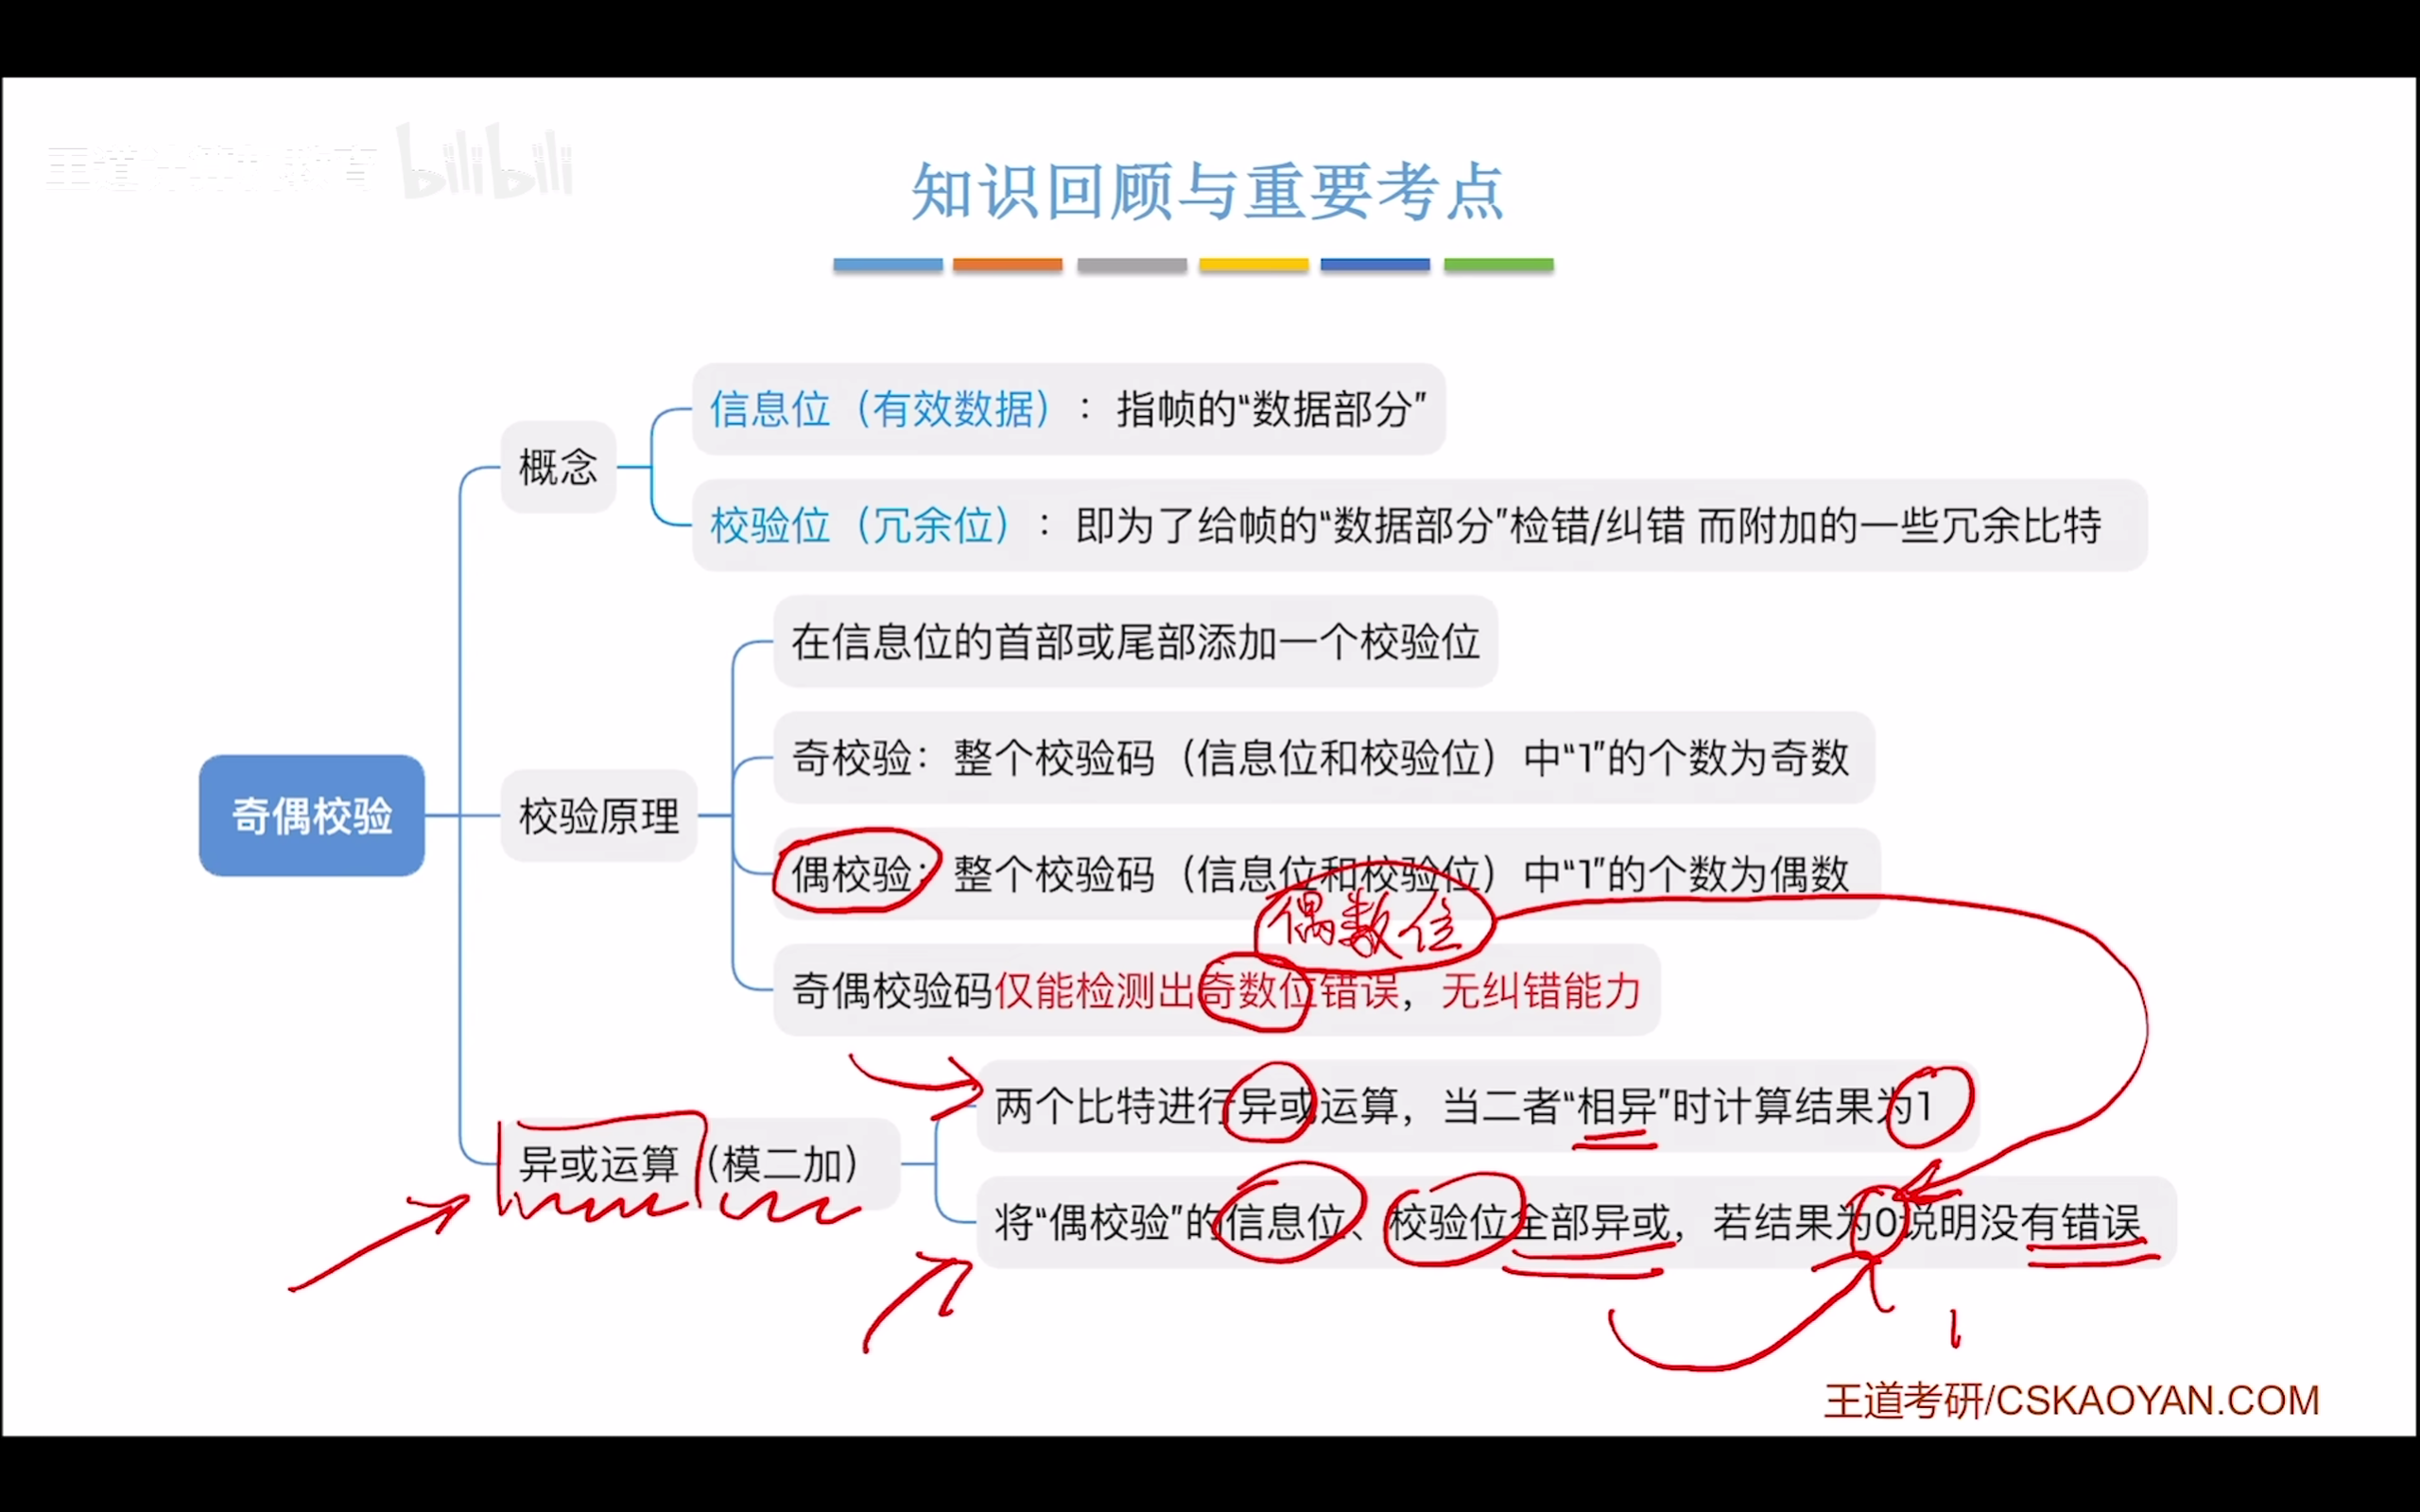 王道计算机教育 bilibili
知识回顾与重要考点
信息位（有效数据）：指帧的“数据部分”
概念
校验位（冗余位）：即为了给帧的“数据部分”检错/纠错 而附加的一些冗余比特
在信息位的首部或尾部添加一个校验位
奇校验：整个校验码（信息位和校验位）中“1”的个数为奇数
奇偶校验
校验原理
偶校验：整个校验码（信息位和校验位）中“1”的个数为偶数
偶数位
奇偶校验码仅能检测出奇数位错误，无纠错能力
两个比特进行异或运算，当二者“相异”时计算结果为1
异或运算（模二加）
将“偶校验”的信息位、校验位全部异或，若结果为0说明没有错误
1
王道考研/CSKAOYAN.COM